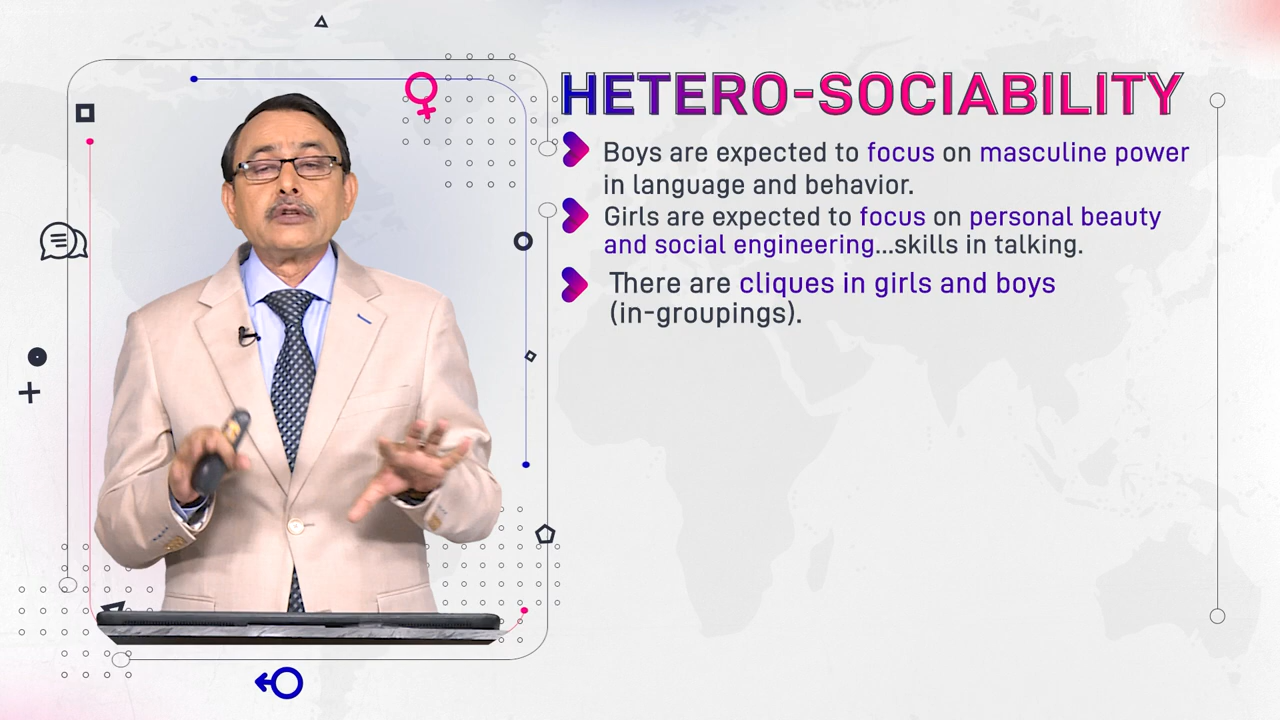 HETERO-SOCIABILITY
Boys are expected to focus on masculine power
in language and behavior.
Girls are expected to focus on personal beauty
and social engineering...skills in talking.
There are cliques in girls and boys
(in-groupings).